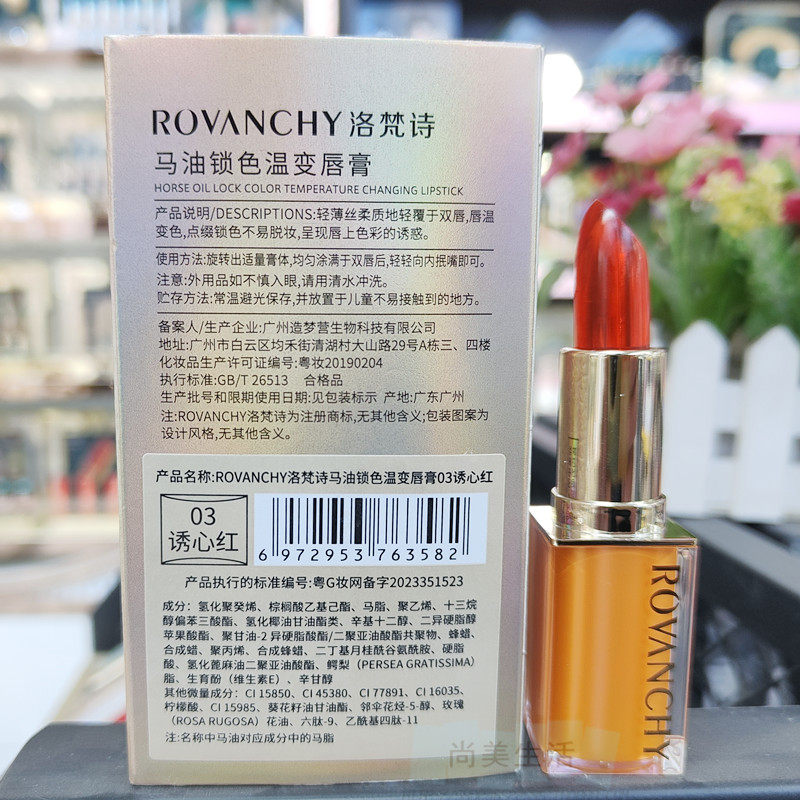 ROVANCHY洛梵诗
马油锁色温变唇膏
HORSE OIL LOCK COLOR TEMPERATURE CHANGING LIPSTICK
产品说明/DESCRIPTIONS:轻薄丝柔质地轻覆于双唇,唇温
变色,点缀锁色不易脱妆,呈现唇上色彩的诱惑。
使用方法:旋转出适量膏体,均匀涂满于双唇后,轻轻向内抿嘴即可。
注意:外用品如不慎入眼,请用清水冲洗。
贮存方法:常温避光保存,并放置于儿童不易接触到的地方。
备案人/生产企业:广州造梦营生物科技有限公司
地址:广州市白云区均禾街清湖村大山路29号A栋三、四楼
化妆品生产许可证编号:粤妆20190204
执行标准:GB/T 26513 合格品
生产批号和限期使用日期:见包装标示 产地:广东广州
注:ROVANCHY洛梵诗为注册商标,无其他含义;包装图案为
设计风格,无其他含义。
产品名称:ROVANCHY洛梵诗马油锁色温变唇膏03诱心红
03
诱心红
6 972953 763582
产品执行的标准编号:粤G妆网备字2023351523
成分：氢化聚癸烯、棕榈酸乙基己酯、马脂、聚乙烯、十三烷
醇偏苯三酸酯、氢化椰油甘油酯类、辛基十二醇、二异硬脂醇
苹果酸酯、聚甘油-2 异硬脂酸酯/二聚亚油酸酯共聚物、蜂蜡、
合成蜡、聚丙烯、合成蜂蜡、二丁基月桂酰谷氨酰胺、硬脂
酸、氢化蓖麻油二聚亚油酸酯、鳄梨（PERSEA GRATISSIMA）
脂、生育酚（维生素E）、辛甘醇
其他微量成分：CI 15850、CI 45380、CI 77891、CI 16035、
柠檬酸、CI 15985、葵花籽油甘油酯、邻伞花烃-5-醇、玫瑰
（ROSA RUGOSA）花油、六肽-9、乙酰基四肽-11
注:名称中马油对应成分中的马脂
ROVANCHY
尚美生活